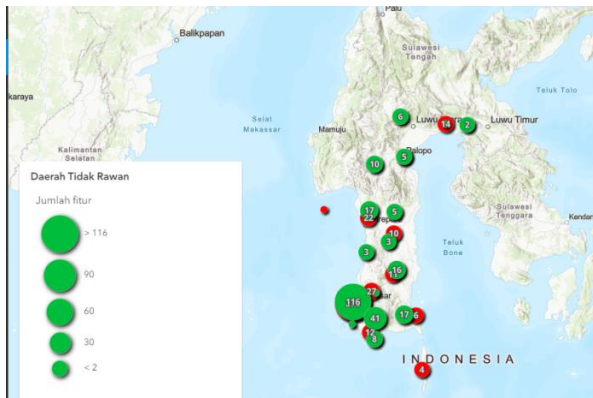 Palu
Balikpapan
Sulawesi
Tengah
karaya
Teluk Tolo
Selat
Makassar
6
Luwu
14
2
Luwu Timur
Mamuju
Kalimantan
Selatan
5
Palopo
10
Daerah Tidak Rawan
Jumlah fitur
> 116
90
60
30
< 2
17
22
5
Sulawesi
Tenggara
Kendari
10
3
3
Teluk
Bone
16
27
116
41
17
6
12
8
INDONESIA
4